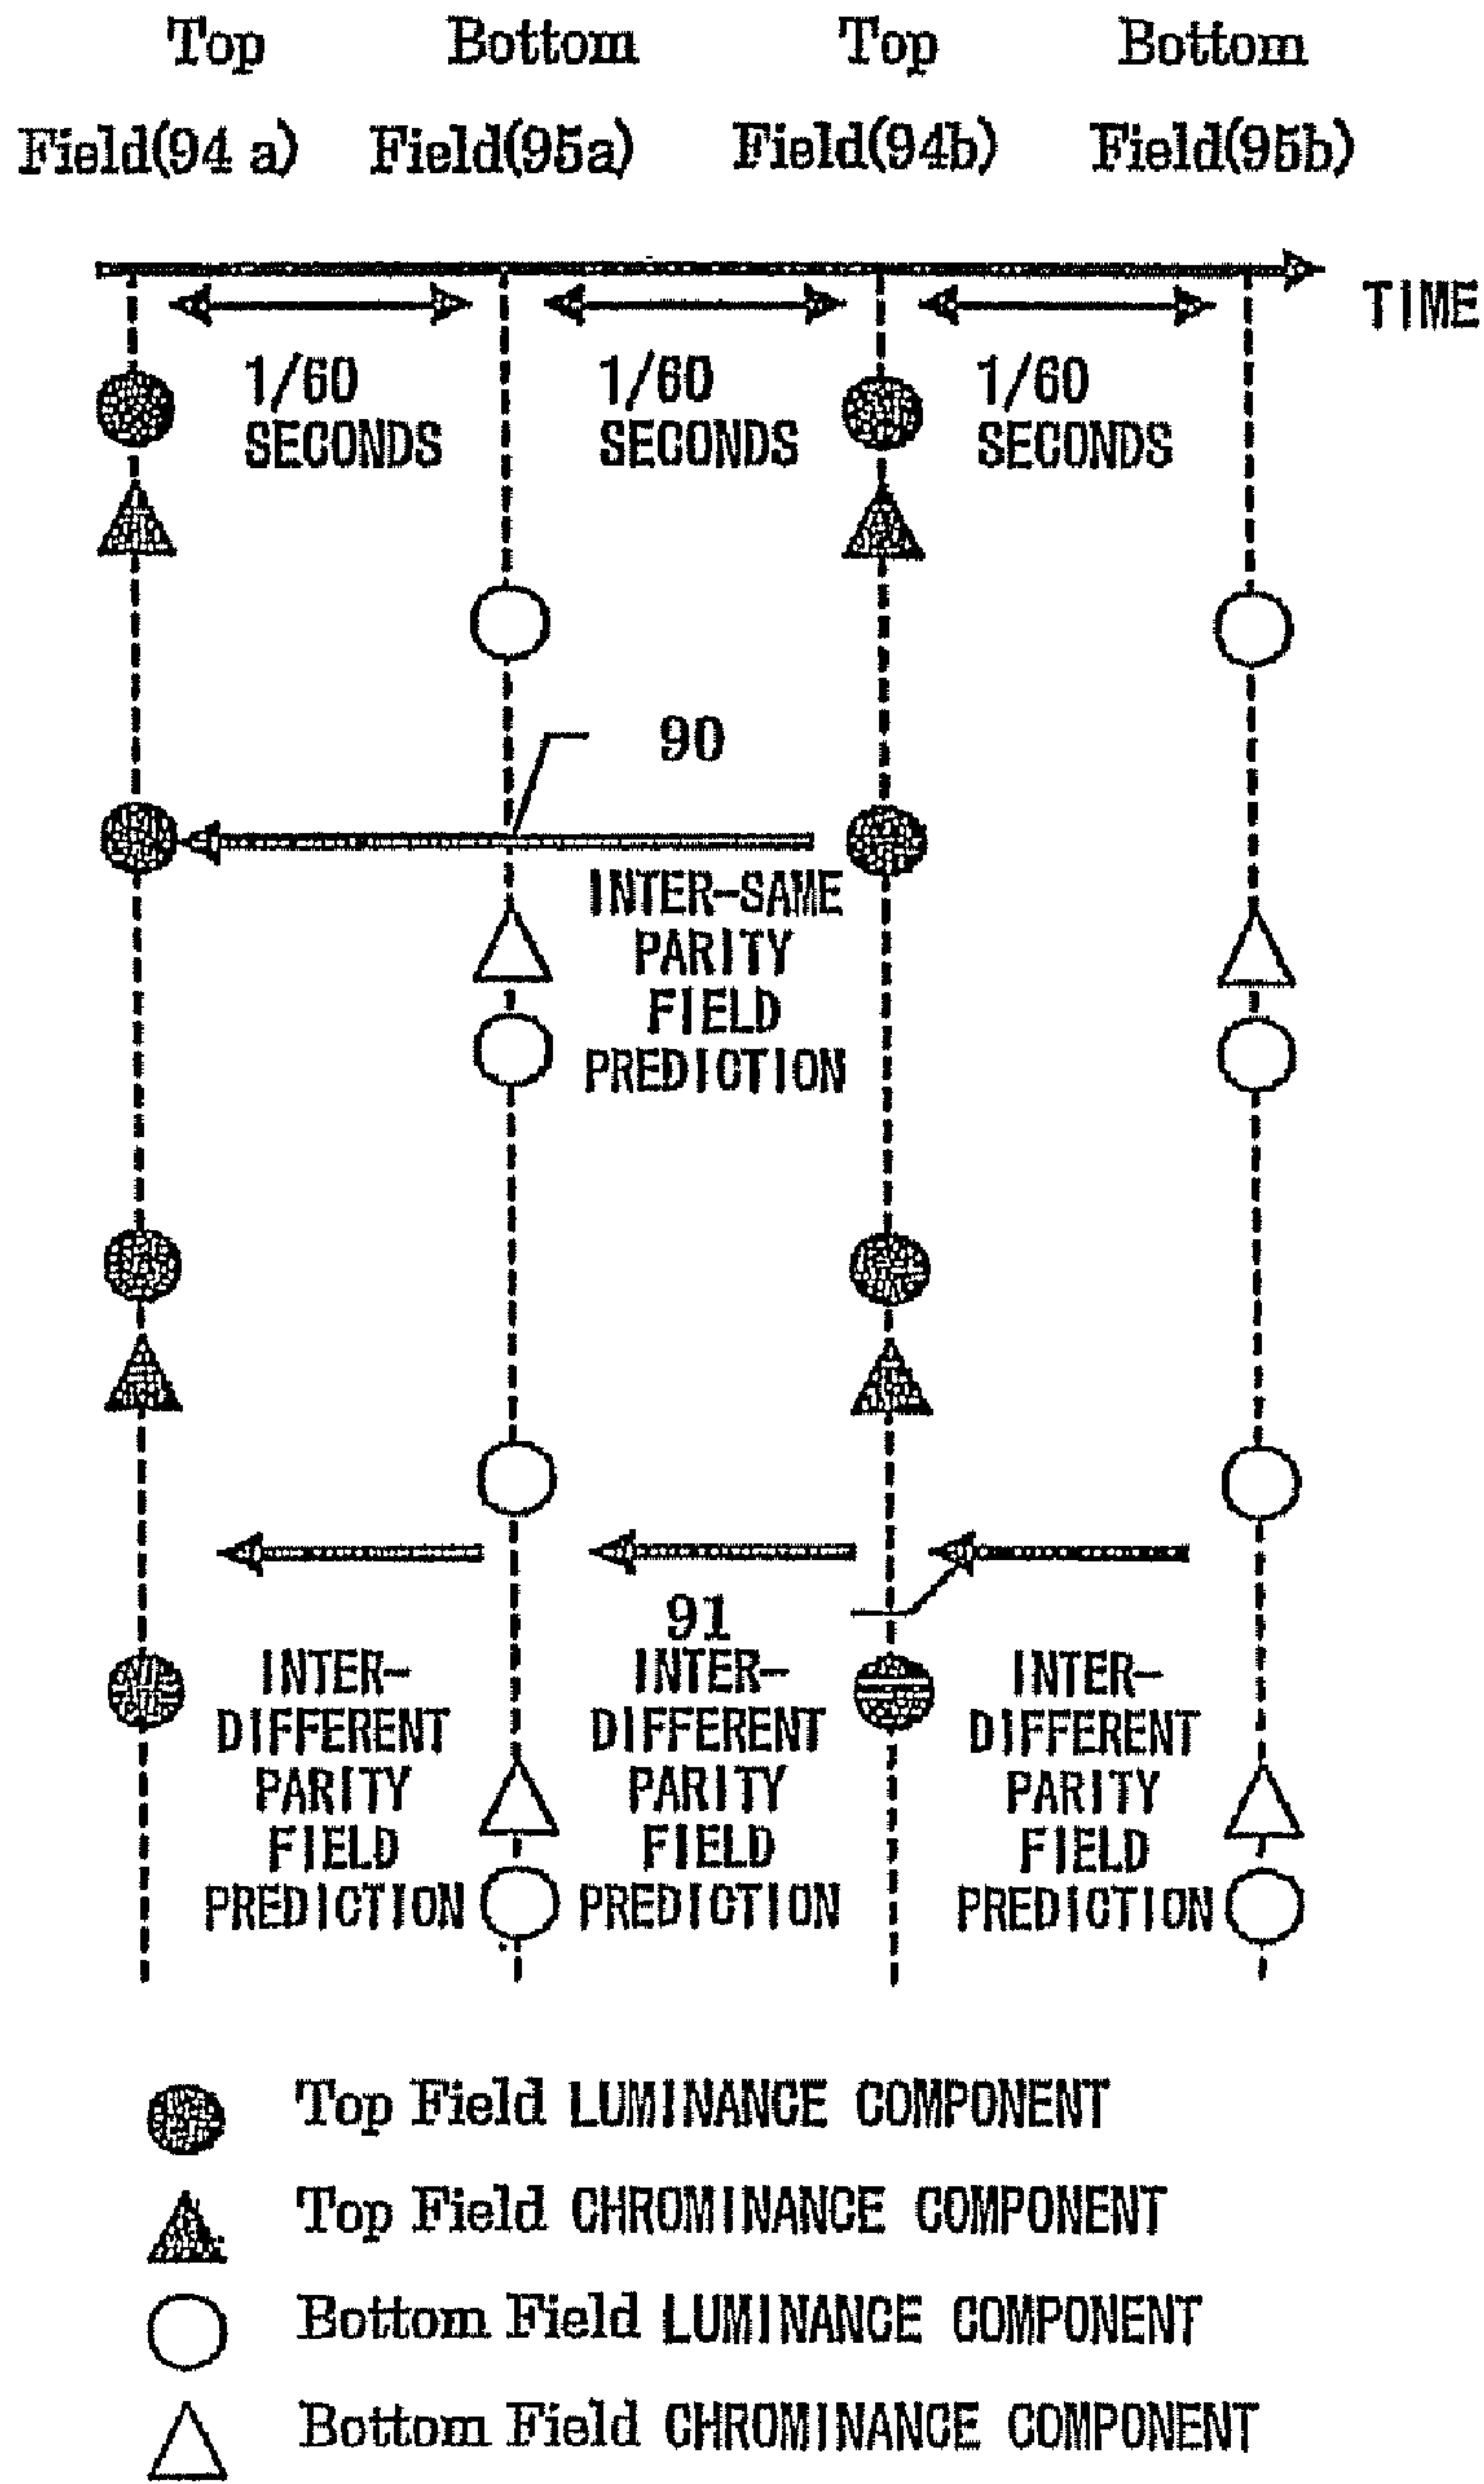 Top Bottom Top Bottom
Field(94 a) Field(95a) Field(94b) Field(95b)
TIME
1/60 1/60 1/60
SECONDS SECONDS SECONDS
90
INTER-SAME
PARITY
FIELD
PREDICTION
91
INTER- INTER- INTER-
DIFFERENT DIFFERENT DIFFERENT
PARITY PARITY PARITY
FIELD FIELD FIELD
PREDICTION PREDICTION PREDICTION
Top Field LUMINANCE COMPONENT
Top Field CHROMINANCE COMPONENT
Bottom Field LUMINANCE COMPONENT
Bottom Field CHROMINANCE COMPONENT